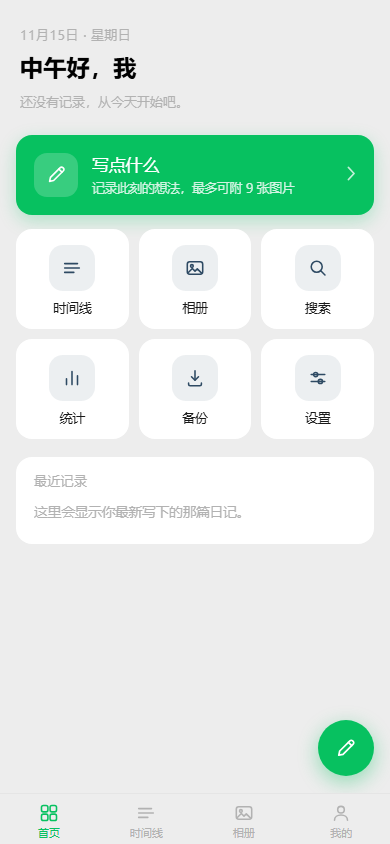 11月15日 · 星期日
中午好，我
还没有记录，从今天开始吧。
写点什么
记录此刻的想法，最多可附 9 张图片
时间线
相册
搜索
统计
备份
设置
最近记录
这里会显示你最新写下的那篇日记。
首页
时间线
相册
我的